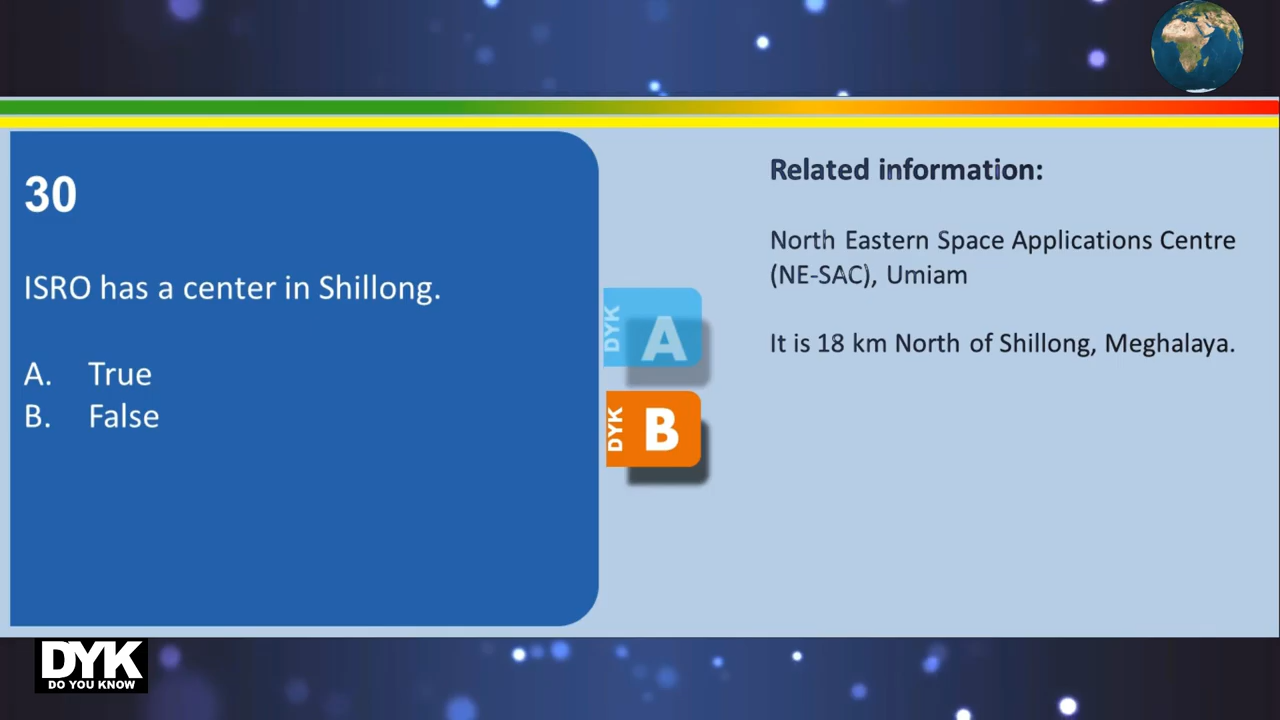 30
ISRO has a center in Shillong.
A. True
B. False
DYK
A
DYK
B
Related information:
North Eastern Space Applications Centre
(NE-SAC), Umiam
It is 18 km North of Shillong, Meghalaya.
DYK
DO YOU KNOW